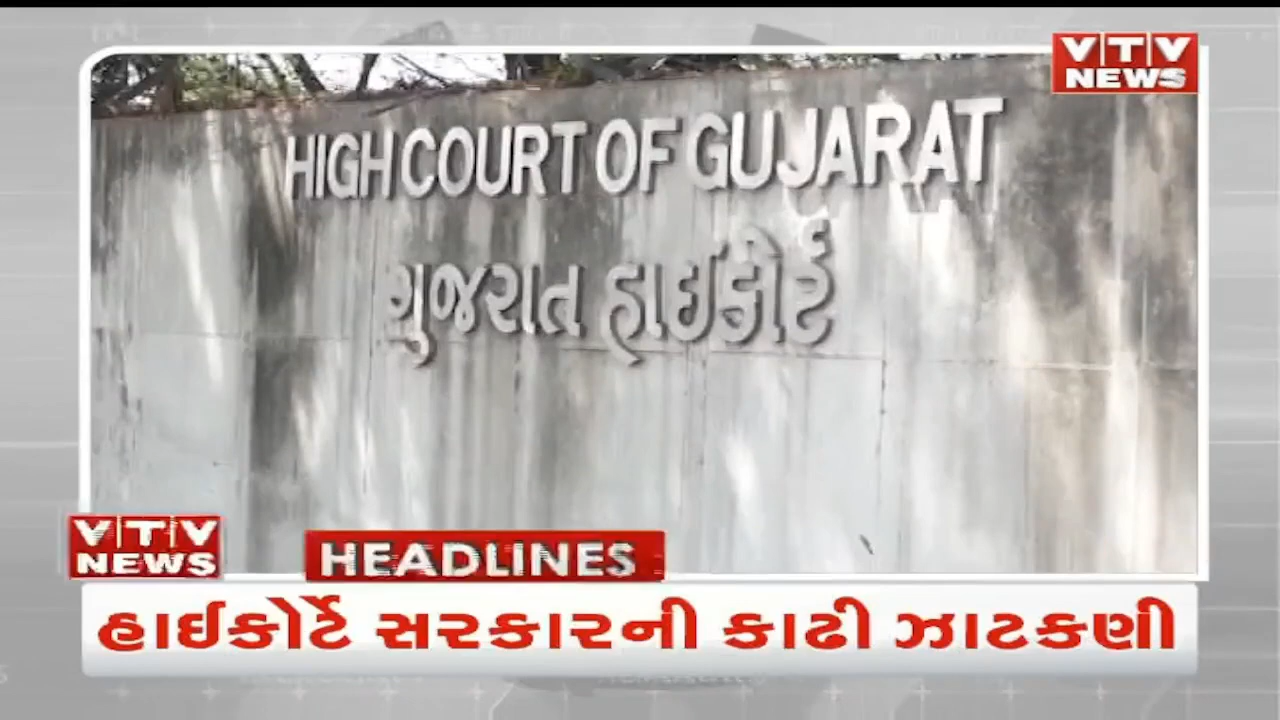 VTV
NEWS
HIGH COURT OF GUJARAT
ગુજરાત હાઈકોર્ટ
VTV
NEWS
HEADLINES
હાઈકોર્ટે સરકારની કાઢી ઝાટકણી